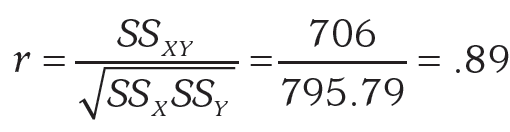 r = SS_XY / √(SS_X SS_Y) = 706 / 795.79 = .89